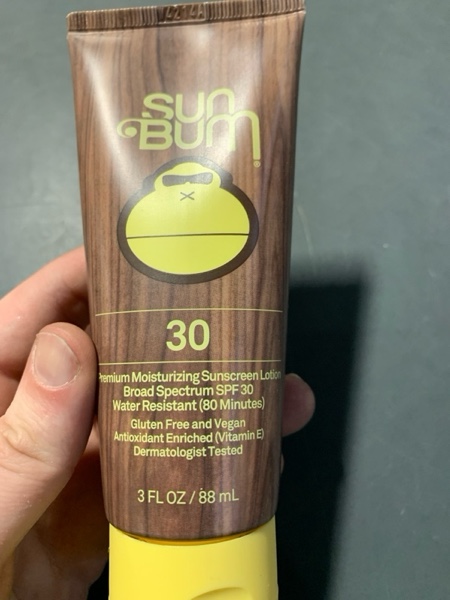 Sun
Bum®
30
Premium Moisturizing Sunscreen Lotion
Broad Spectrum SPF 30
Water Resistant (80 Minutes)
Gluten Free and Vegan
Antioxidant Enriched (Vitamin E)
Dermatologist Tested
3 FL OZ / 88 mL